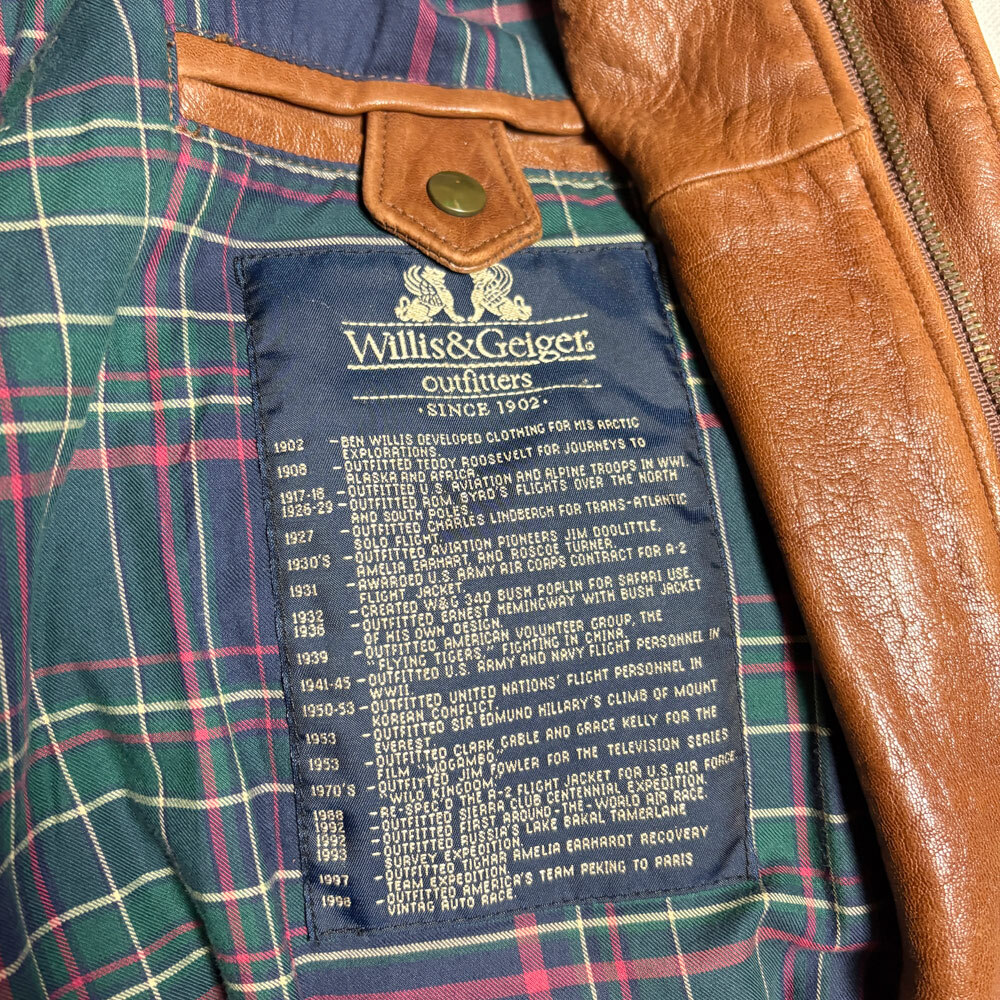 Willis&Geiger®
outfitters
·SINCE 1902·
1902 -BEN WILLIS DEVELOPED CLOTHING FOR HIS ARCTIC
EXPLORATIONS.
1908 -OUTFITTED TEDDY ROOSEVELT FOR JOURNEYS TO
ALASKA AND AFRICA.
1917-18 -OUTFITTED U.S. AVIATION AND ALPINE TROOPS IN WWI.
1926-29 -OUTFITTED ADM. BYRD'S FLIGHTS OVER THE NORTH
AND SOUTH POLES.
1927 -OUTFITTED CHARLES LINDBERGH FOR TRANS-ATLANTIC
SOLO FLIGHT.
1930'S -OUTFITTED AVIATION PIONEERS JIM DOOLITTLE,
AMELIA EARHART, AND ROSCOE TURNER.
1931 -AWARDED U.S. ARMY AIR CORPS CONTRACT FOR A-2
FLIGHT JACKET.
1932 -CREATED W&G 340 BUSH POPLIN FOR SAFARI USE.
1936 -OUTFITTED ERNEST HEMINGWAY WITH BUSH JACKET
OF HIS OWN DESIGN.
1939 -OUTFITTED AMERICAN VOLUNTEER GROUP, THE
"FLYING TIGERS," FIGHTING IN CHINA.
1941-45 -OUTFITTED U.S. ARMY AND NAVY FLIGHT PERSONNEL IN
WWII.
1950-53 -OUTFITTED UNITED NATIONS' FLIGHT PERSONNEL IN
KOREAN CONFLICT.
1953 -OUTFITTED SIR EDMUND HILLARY'S CLIMB OF MOUNT
EVEREST.
1953 -OUTFITTED CLARK GABLE AND GRACE KELLY FOR THE
FILM "MOGAMBO".
1970'S -OUTFITTED JIM FOWLER FOR THE TELEVISION SERIES
"WILD KINGDOM."
1988 -RE-SPEC'D THE A-2 FLIGHT JACKET FOR U.S. AIR FORCE
1992 -OUTFITTED SIERRA CLUB CENTENNIAL EXPEDITION.
1992 -OUTFITTED FIRST AROUND-THE-WORLD AIR RACE.
1993 -OUTFITTED RUSSIA'S LAKE BAKAL TAMERLANE
SURVEY EXPEDITION.
1997 -OUTFITTED TIGHAR AMELIA EARHARDT RECOVERY
TEAM EXPEDITION.
1998 -OUTFITTED AMERICA'S TEAM PEKING TO PARIS
VINTAG AUTO RACE.